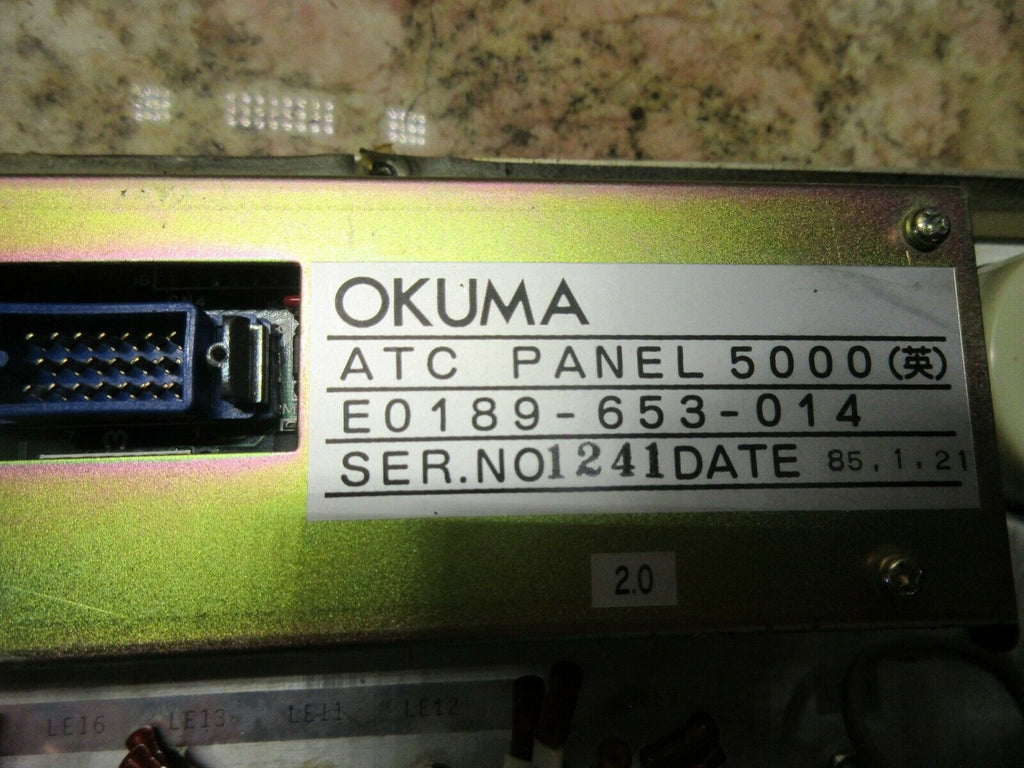 OKUMA
ATC PANEL 5000(英)
E0189-653-014
SER.NO1241DATE 85.1.21
2.0
LE16 LE13 LE11 LE12